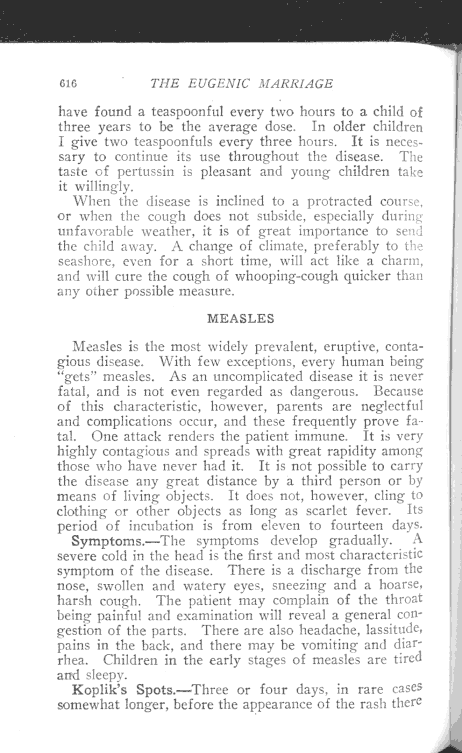 616 THE EUGENIC MARRIAGE
have found a teaspoonful every two hours to a child of
three years to be the average dose. In older children
I give two teaspoonfuls every three hours. It is neces-
sary to continue its use throughout the disease. The
taste of pertussin is pleasant and young children take
it willingly.
When the disease is inclined to a protracted course,
or when the cough does not subside, especially during
unfavorable weather, it is of great importance to send
the child away. A change of climate, preferably to the
seashore, even for a short time, will act like a charm,
and will cure the cough of whooping-cough quicker than
any other possible measure.
MEASLES
Measles is the most widely prevalent, eruptive, conta-
gious disease. With few exceptions, every human being
"gets" measles. As an uncomplicated disease it is never
fatal, and is not even regarded as dangerous. Because
of this characteristic, however, parents are neglectful
and complications occur, and these frequently prove fa-
tal. One attack renders the patient immune. It is very
highly contagious and spreads with great rapidity among
those who have never had it. It is not possible to carry
the disease any great distance by a third person or by
means of living objects. It does not, however, cling to
clothing or other objects as long as scarlet fever. Its
period of incubation is from eleven to fourteen days.
Symptoms.—The symptoms develop gradually. A
severe cold in the head is the first and most characteristic
symptom of the disease. There is a discharge from the
nose, swollen and watery eyes, sneezing and a hoarse,
harsh cough. The patient may complain of the throat
being painful and examination will reveal a general con-
gestion of the parts. There are also headache, lassitude,
pains in the back, and there may be vomiting and diar-
rhea. Children in the early stages of measles are tired
and sleepy.
Koplik's Spots.—Three or four days, in rare cases
somewhat longer, before the appearance of the rash there